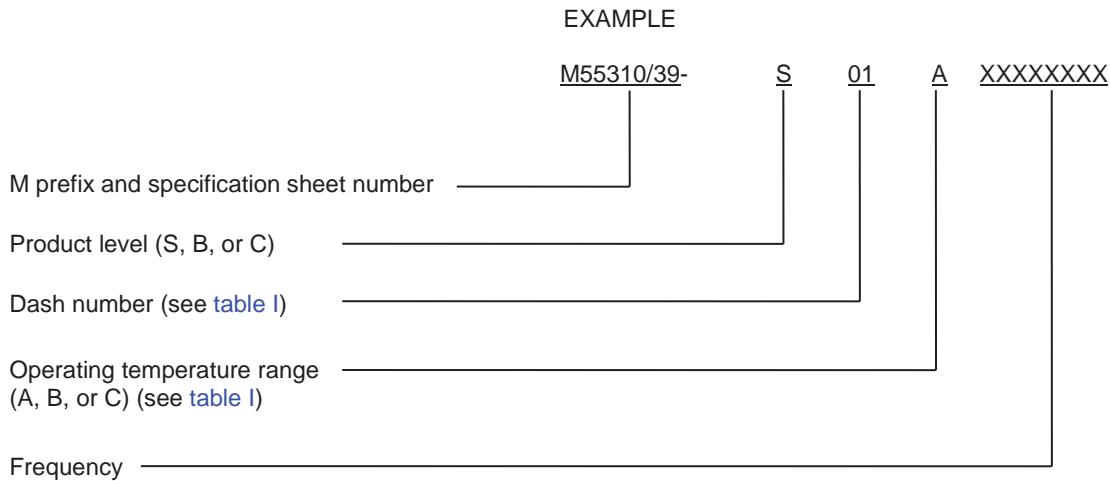 EXAMPLE
M55310/39- S 01 A XXXXXXXX
M prefix and specification sheet number
Product level (S, B, or C)
Dash number (see table I)
Operating temperature range
(A, B, or C) (see table I)
Frequency